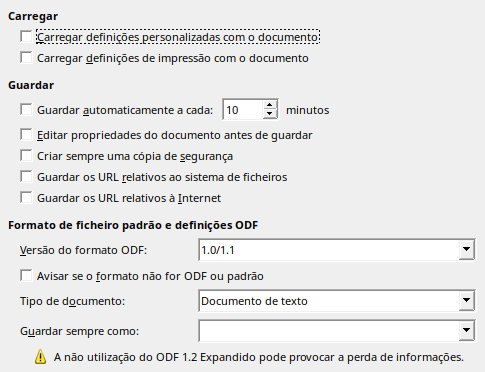 Carregar
Carregar definições personalizadas com o documento
Carregar definições de impressão com o documento
Guardar
Guardar automaticamente a cada: 10 minutos
Editar propriedades do documento antes de guardar
Criar sempre uma cópia de segurança
Guardar os URL relativos ao sistema de ficheiros
Guardar os URL relativos à Internet
Formato de ficheiro padrão e definições ODF
Versão do formato ODF: 1.0/1.1
Avisar se o formato não for ODF ou padrão
Tipo de documento: Documento de texto
Guardar sempre como:
A não utilização do ODF 1.2 Expandido pode provocar a perda de informações.